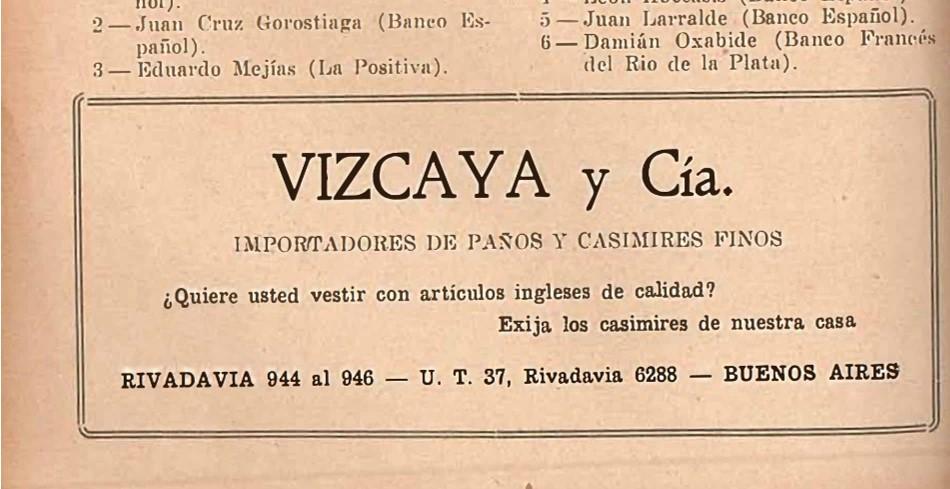 2 — Juan Cruz Gorostiaga (Banco Es-
pañol).
3 — Eduardo Mejías (La Positiva).
5 — Juan Larralde (Banco Español).
6 — Damián Oxabide (Banco Francés
del Rio de la Plata).
VIZCAYA y Cía.
IMPORTADORES DE PAÑOS Y CASIMIRES FINOS
¿Quiere usted vestir con artículos ingleses de calidad?
Exija los casimires de nuestra casa
RIVADAVIA 944 al 946 — U. T. 37, Rivadavia 6288 — BUENOS AIRES